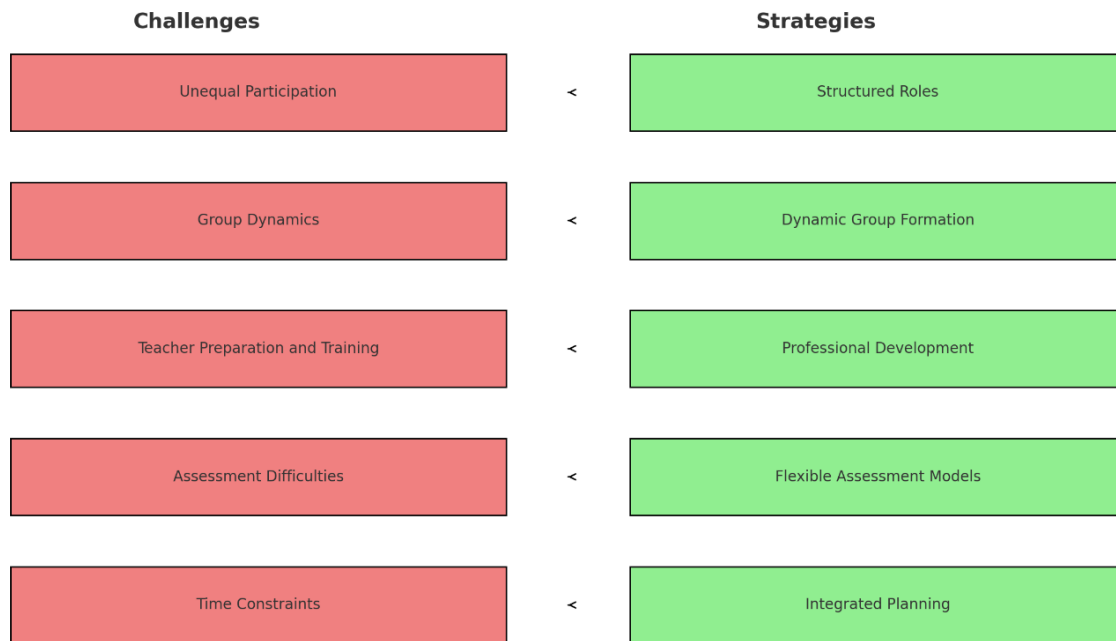 Challenges Strategies
Unequal Participation Structured Roles
Group Dynamics Dynamic Group Formation
Teacher Preparation and Training Professional Development
Assessment Difficulties Flexible Assessment Models
Time Constraints Integrated Planning